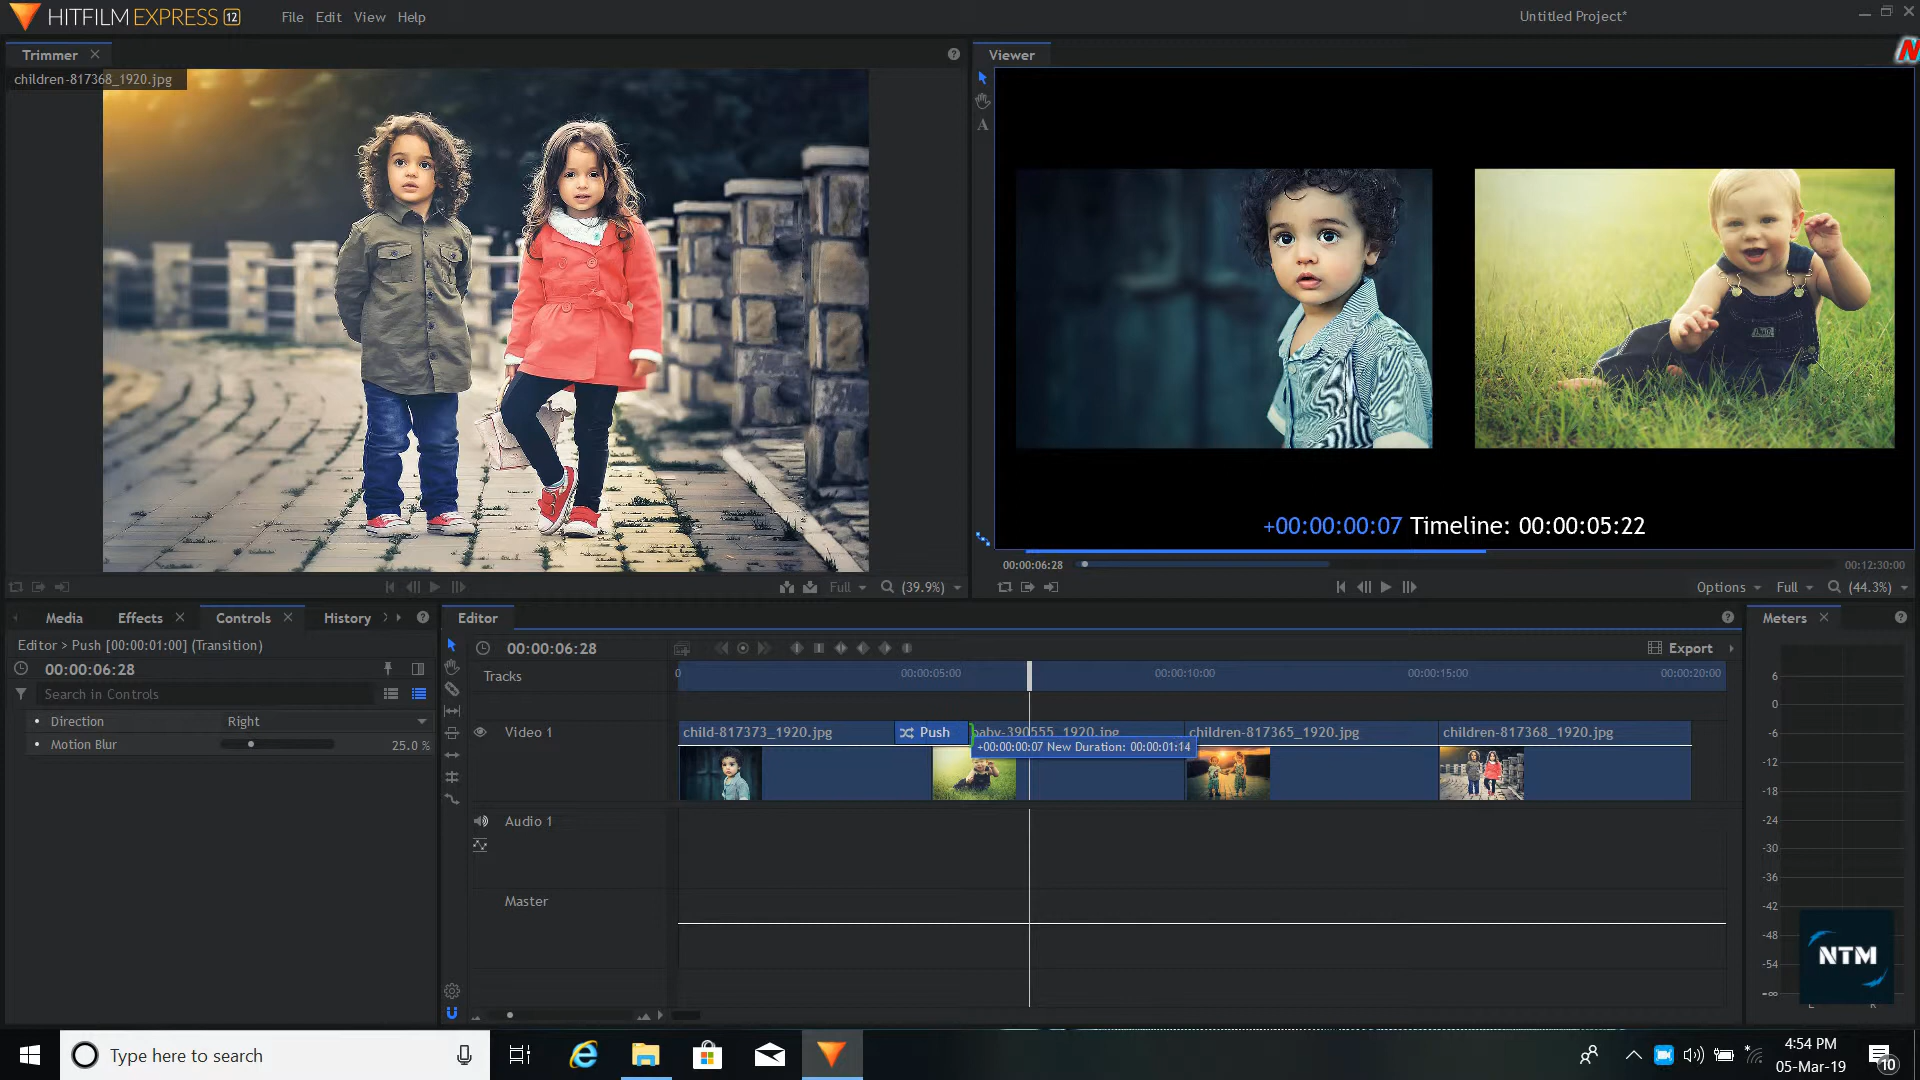 HITFILM EXPRESS 12
File Edit View Help
Untitled Project*
Trimmer
children-817368_1920.jpg
Viewer
N
A
+00:00:00:07 Timeline: 00:00:05:22
00:00:06:28
00:12:30:00
Full
(39.9%)
Options
Full
(44.3%)
Media
Effects
Controls
History
Editor
Meters
Editor > Push [00:00:01:00] (Transition)
00:00:06:28
Search in Controls
Direction
Right
Motion Blur
25.0 %
00:00:06:28
Export
Tracks
0
00:00:05:00
00:00:10:00
00:00:15:00
00:00:20:00
Video 1
child-817373_1920.jpg
Push
baby-390555_1920.jpg
children-817365_1920.jpg
children-817368_1920.jpg
+00:00:00:07 New Duration: 00:00:01:14
Audio 1
Master
6
0
-6
-12
-18
-24
-30
-36
-42
-48
-54
-∞
L
R
NTM
Type here to search
4:54 PM
05-Mar-19
10